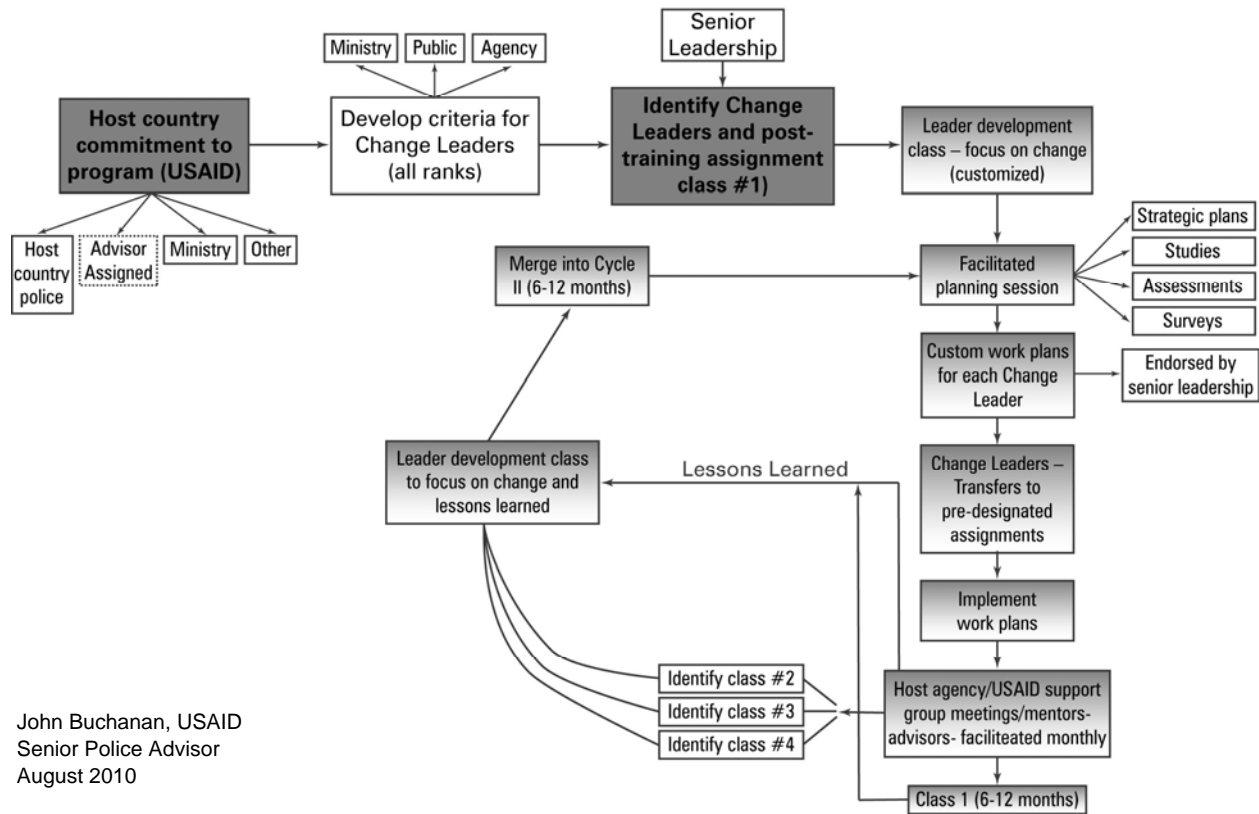 Senior
Leadership
Ministry
Public
Agency
Host country
commitment to
program (USAID)
Develop criteria for
Change Leaders
(all ranks)
Identify Change
Leaders and post-
training assignment
class #1)
Leader development
class – focus on change
(customized)
Host
country
police
Advisor
Assigned
Ministry
Other
Merge into Cycle
II (6-12 months)
Facilitated
planning session
Strategic plans
Studies
Assessments
Surveys
Custom work plans
for each Change
Leader
Endorsed by
senior leadership
Leader development class
to focus on change and
lessons learned
Lessons Learned
Change Leaders –
Transfers to
pre-designated
assignments
Implement
work plans
Identify class #2
Identify class #3
Identify class #4
Host agency/USAID support
group meetings/mentors-
advisors- faciliteated monthly
Class 1 (6-12 months)
John Buchanan, USAID
Senior Police Advisor
August 2010